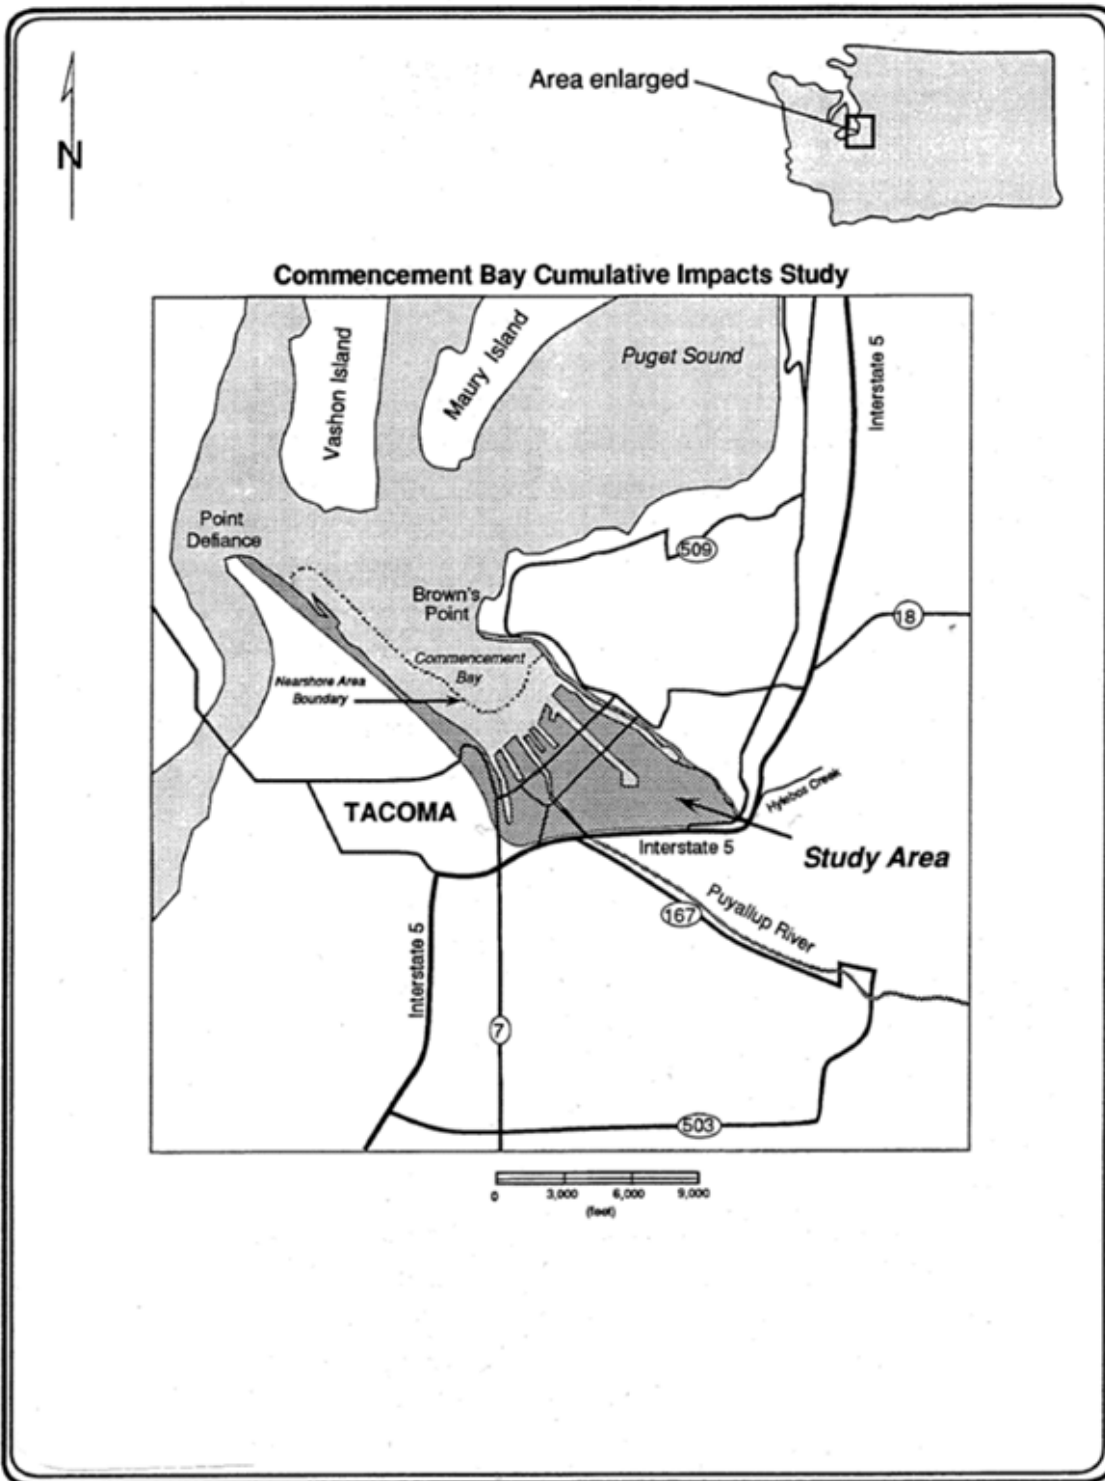 N
Area enlarged
Commencement Bay Cumulative Impacts Study
Vashon Island
Maury Island
Puget Sound
Interstate 5
Point
Defiance
509
Brown's
Point
18
Commencement
Bay
Nearshore Area
Boundary
Hylebos Creek
TACOMA
Interstate 5
Study Area
167
Puyallup River
Interstate 5
7
503
0 3,000 6,000 9,000
(feet)